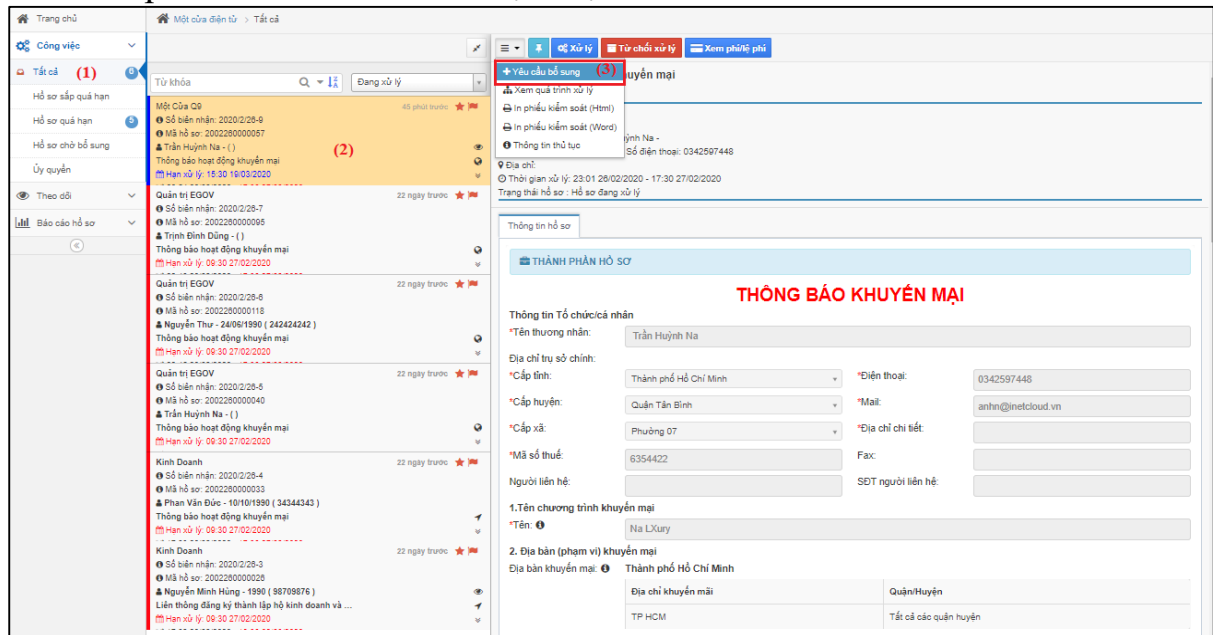 Trang chủ
Một cửa điện tử > Tất cả
Công việc
Tất cả (1) 6
Hồ sơ sắp quá hạn
Hồ sơ quá hạn 5
Hồ sơ chờ bổ sung
Ủy quyền
Theo dõi
Báo cáo hồ sơ
Từ khóa
Đang xử lý
Một Cửa Q9 45 phút trước
Số biên nhận: 2020/2/26-9
Mã hồ sơ: 2002260000057
Trần Huỳnh Na - ( )
(2)
Thông báo hoạt động khuyến mại
Hạn xử lý: 15:30 19/03/2020
Quản trị EGOV 22 ngày trước
Số biên nhận: 2020/2/26-7
Mã hồ sơ: 2002260000095
Trịnh Đình Dũng - ( )
Thông báo hoạt động khuyến mại
Hạn xử lý: 09:30 27/02/2020
Quản trị EGOV 22 ngày trước
Số biên nhận: 2020/2/26-6
Mã hồ sơ: 2002260000118
Nguyễn Thư - 24/06/1990 ( 242424242 )
Thông báo hoạt động khuyến mại
Hạn xử lý: 09:30 27/02/2020
Quản trị EGOV 22 ngày trước
Số biên nhận: 2020/2/26-5
Mã hồ sơ: 2002260000040
Trần Huỳnh Na - ( )
Thông báo hoạt động khuyến mại
Hạn xử lý: 09:30 27/02/2020
Kinh Doanh 22 ngày trước
Số biên nhận: 2020/2/26-4
Mã hồ sơ: 2002260000033
Phan Văn Đức - 10/10/1990 ( 34344343 )
Thông báo hoạt động khuyến mại
Hạn xử lý: 09:30 27/02/2020
Kinh Doanh 22 ngày trước
Số biên nhận: 2020/2/26-3
Mã hồ sơ: 2002260000026
Nguyễn Minh Hùng - 1990 ( 98709876 )
Liên thông đăng ký thành lập hộ kinh doanh và ...
Hạn xử lý: 09:30 27/02/2020
Xử lý Từ chối xử lý Xem phí/lệ phí
Yêu cầu bổ sung (3)
Xem quá trình xử lý
In phiếu kiểm soát (Html)
In phiếu kiểm soát (Word)
Thông tin thủ tục
uyến mại
ỳnh Na -
Số điện thoại: 0342597448
Địa chỉ:
Thời gian xử lý: 23:01 26/02/2020 - 17:30 27/02/2020
Trạng thái hồ sơ : Hồ sơ đang xử lý
Thông tin hồ sơ
THÀNH PHẦN HỒ SƠ
THÔNG BÁO KHUYẾN MẠI
Thông tin Tổ chức/cá nhân
*Tên thương nhân: Trần Huỳnh Na
Địa chỉ trụ sở chính:
*Cấp tỉnh: Thành phố Hồ Chí Minh *Điện thoại: 0342597448
*Cấp huyện: Quận Tân Bình *Mail: anhn@inetcloud.vn
*Cấp xã: Phường 07 *Địa chỉ chi tiết:
*Mã số thuế: 6354422 Fax:
Người liên hệ: SĐT người liên hệ:
1.Tên chương trình khuyến mại
*Tên: Na LXury
2. Địa bàn (phạm vi) khuyến mại
Địa bàn khuyến mại: Thành phố Hồ Chí Minh
Địa chỉ khuyến mãi Quận/Huyện
TP HCM Tất cả các quận huyện